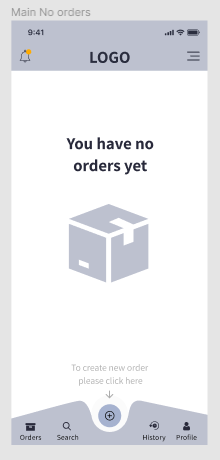 Main No orders
9:41
LOGO
You have no
orders yet
To create new order
please click here
Orders
Search
History
Profile